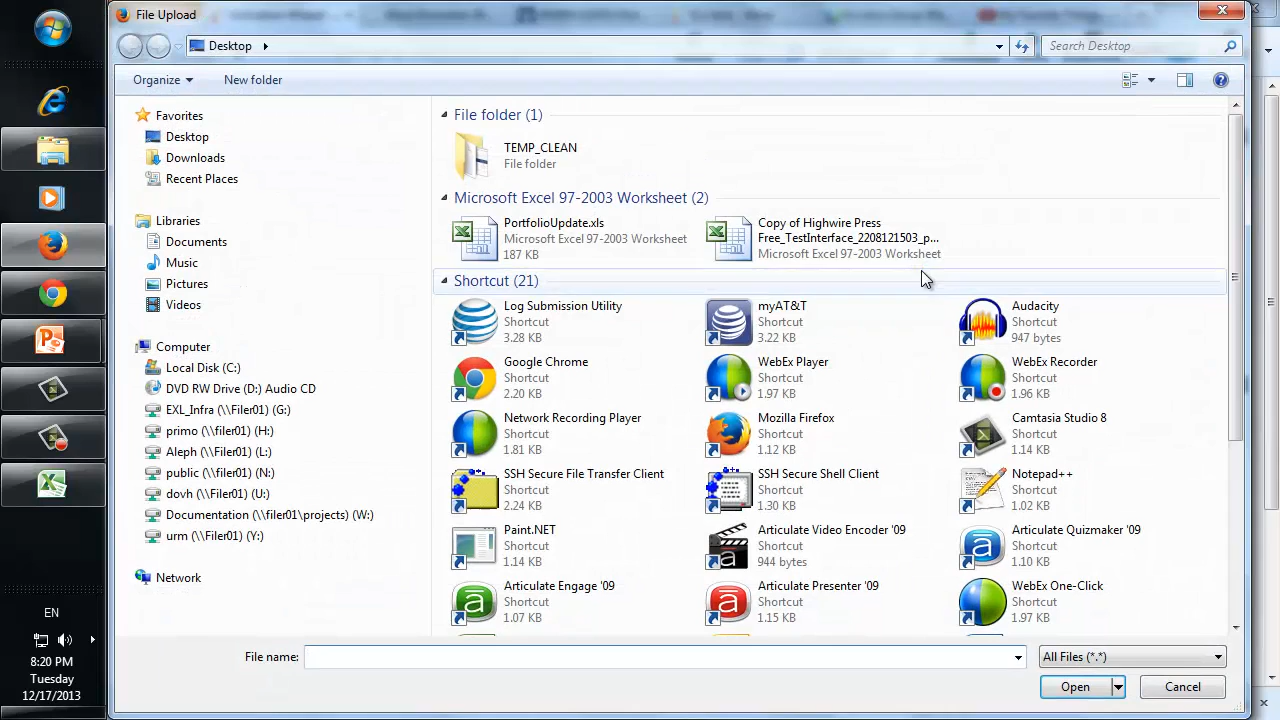 File Upload
Desktop
Search Desktop
Organize
New folder
Favorites
Desktop
Downloads
Recent Places
Libraries
Documents
Music
Pictures
Videos
Computer
Local Disk (C:)
DVD RW Drive (D:) Audio CD
EXL_Infra (\\Filer01) (G:)
primo (\\Filer01) (H:)
Aleph (\\Filer01) (L:)
public (\\Filer01) (N:)
dovh (\\Filer01) (U:)
Documentation (\\filer01\projects) (W:)
urm (\\Filer01) (Y:)
Network
File folder (1)
TEMP_CLEAN
File folder
Microsoft Excel 97-2003 Worksheet (2)
PortfolioUpdate.xls
Microsoft Excel 97-2003 Worksheet
187 KB
Copy of Highwire Press
Free_TestInterface_2208121503_p...
Microsoft Excel 97-2003 Worksheet
Shortcut (21)
Log Submission Utility
Shortcut
3.28 KB
myAT&T
Shortcut
3.22 KB
Audacity
Shortcut
947 bytes
Google Chrome
Shortcut
2.20 KB
WebEx Player
Shortcut
1.97 KB
WebEx Recorder
Shortcut
1.96 KB
Network Recording Player
Shortcut
1.81 KB
Mozilla Firefox
Shortcut
1.12 KB
Camtasia Studio 8
Shortcut
1.14 KB
SSH Secure File Transfer Client
Shortcut
2.24 KB
SSH Secure Shell Client
Shortcut
1.30 KB
Notepad++
Shortcut
1.02 KB
Paint.NET
Shortcut
1.14 KB
Articulate Video Encoder '09
Shortcut
944 bytes
Articulate Quizmaker '09
Shortcut
1.10 KB
Articulate Engage '09
Shortcut
1.07 KB
Articulate Presenter '09
Shortcut
1.15 KB
WebEx One-Click
Shortcut
1.97 KB
File name:
All Files (*.*)
Open
Cancel
EN
8:20 PM
Tuesday
12/17/2013